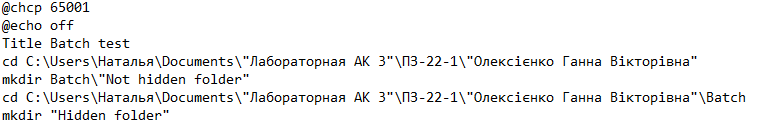 @chcp 65001
@echo off
Title Batch test
cd C:\Users\Наталья\Documents\"Лабораторная АК 3"\ПЗ-22-1\"Олексієнко Ганна Вікторівна"
mkdir Batch\"Not hidden folder"
cd C:\Users\Наталья\Documents\"Лабораторная АК 3"\ПЗ-22-1\"Олексієнко Ганна Вікторівна"\Batch
mkdir "Hidden folder"